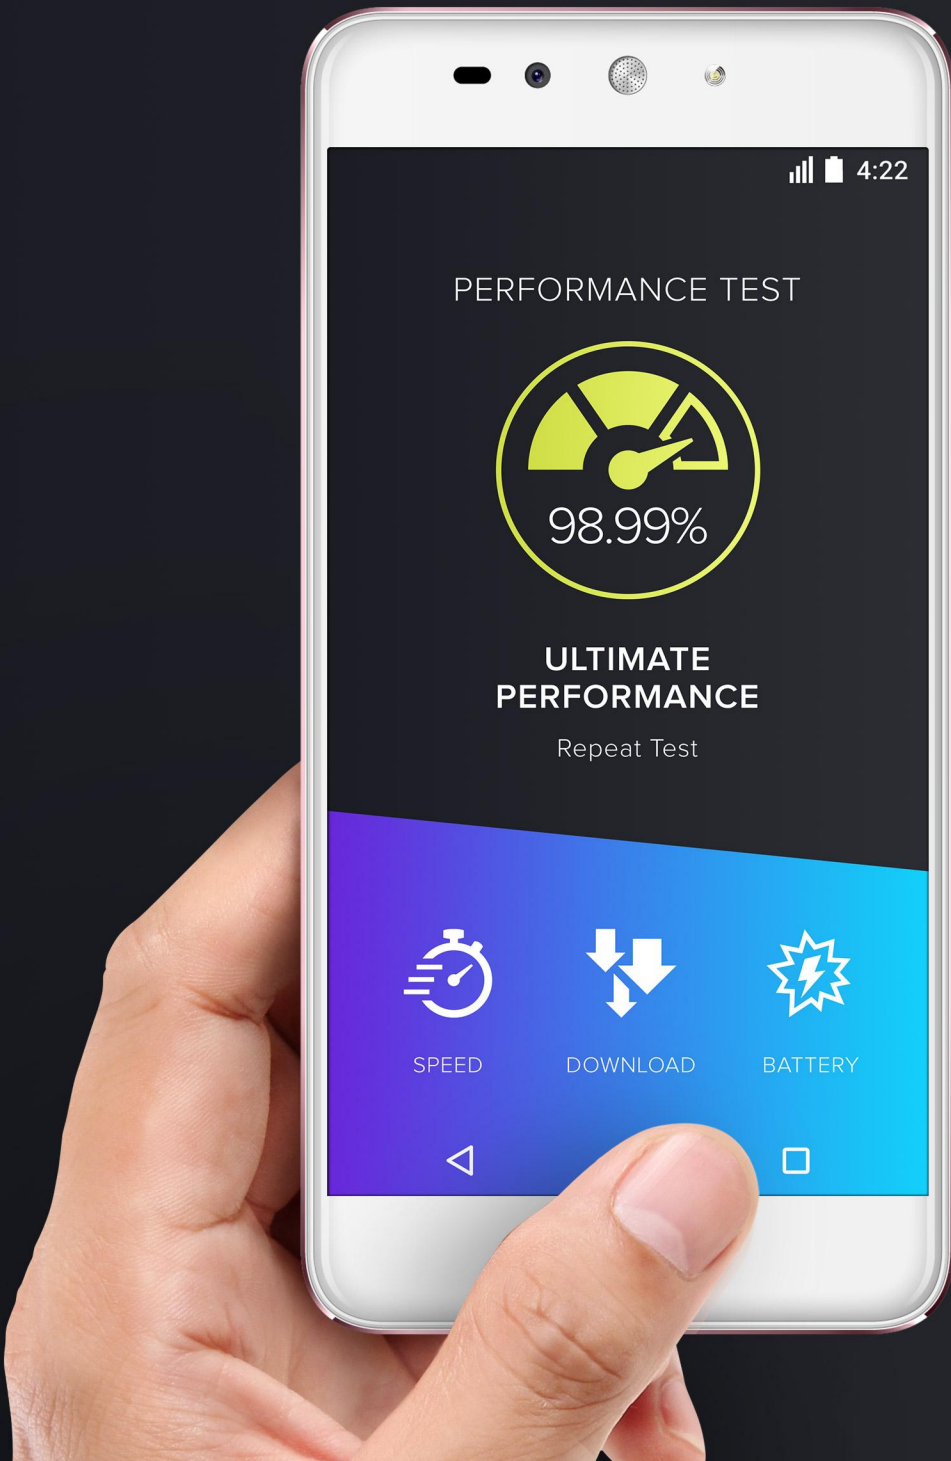 4:22
PERFORMANCE TEST
98.99%
ULTIMATE
PERFORMANCE
Repeat Test
SPEED
DOWNLOAD
BATTERY